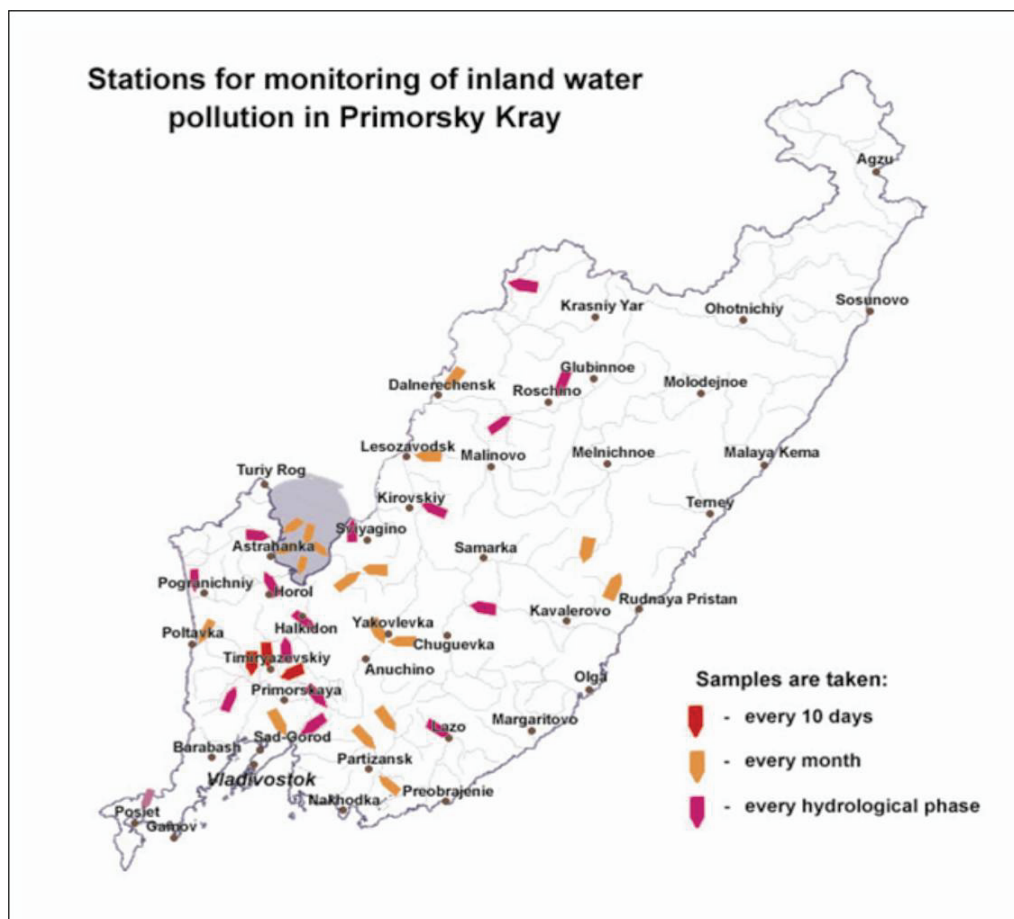 Stations for monitoring of inland water
pollution in Primorsky Kray
Agzu
Sosunovo
Krasniy Yar
Ohotnichiy
Glubinnoe
Dalnerechensk
Roschino
Molodejnoe
Lesozavodsk
Malinovo
Melnichnoe
Malaya Kema
Turiy Rog
Kirovskiy
Terney
Sviyagino
Astrahanka
Samarka
Pogranichniy
Horol
Rudnaya Pristan
Kavalerovo
Poltavka
Halkidon
Yakovlevka
Chuguevka
Timiryazevskiy
Anuchino
Olga
Samples are taken:
Primorskaya
- every 10 days
Margaritovo
Lazo
Barabash
Sad-Gorod
Partizansk
- every month
Vladivostok
Preobrajenie
Nakhodka
- every hydrological phase
Posiet
Gamov